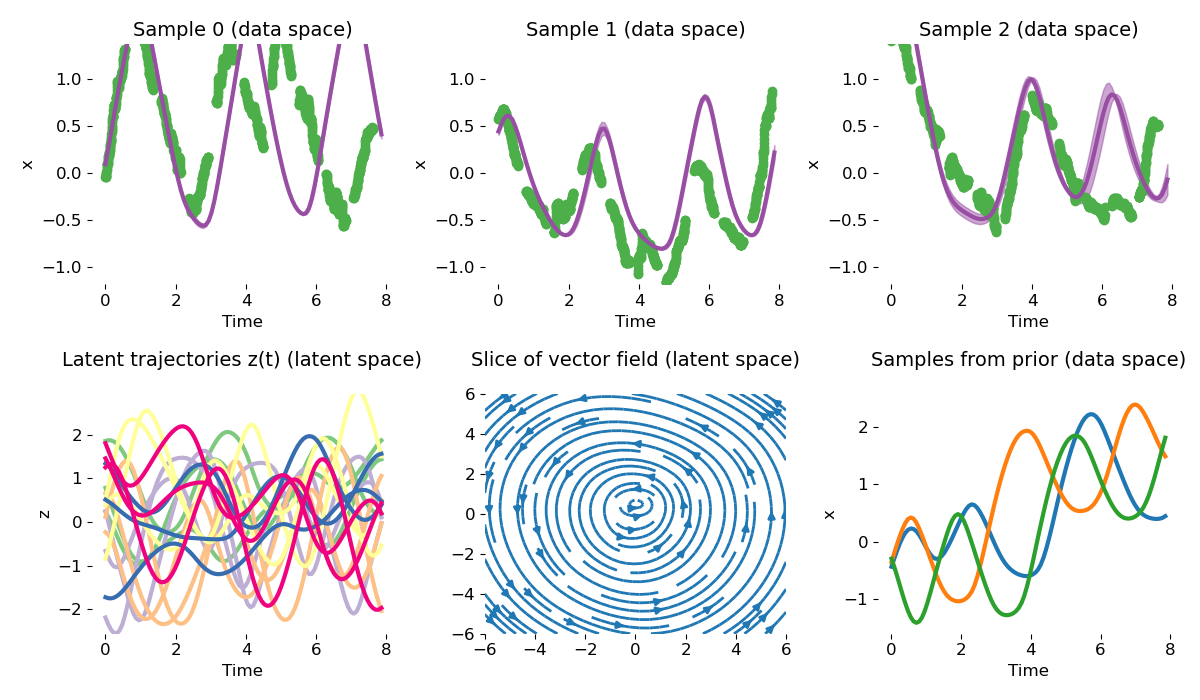 Sample 0 (data space)
Sample 1 (data space)
Sample 2 (data space)
1.0
0.5
0.0
−0.5
−1.0
x
0 2 4 6 8
Time
1.0
0.5
0.0
−0.5
−1.0
x
0 2 4 6 8
Time
1.0
0.5
0.0
−0.5
−1.0
x
0 2 4 6 8
Time
Latent trajectories z(t) (latent space)
Slice of vector field (latent space)
Samples from prior (data space)
2
1
0
−1
−2
z
0 2 4 6 8
Time
6
4
2
0
−2
−4
−6
−6 −4 −2 0 2 4 6
2
1
0
−1
x
0 2 4 6 8
Time